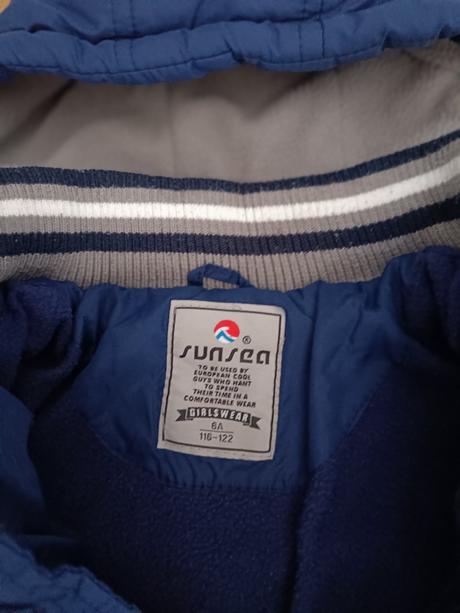 ®
sunsea
TO BE USED BY
EUROPEAN COOL
GUYS WHO WANT
TO SPEND
THEIR TIME IN A
COMFORTABLE WEAR
GIRLSWEAR
6A
116-122